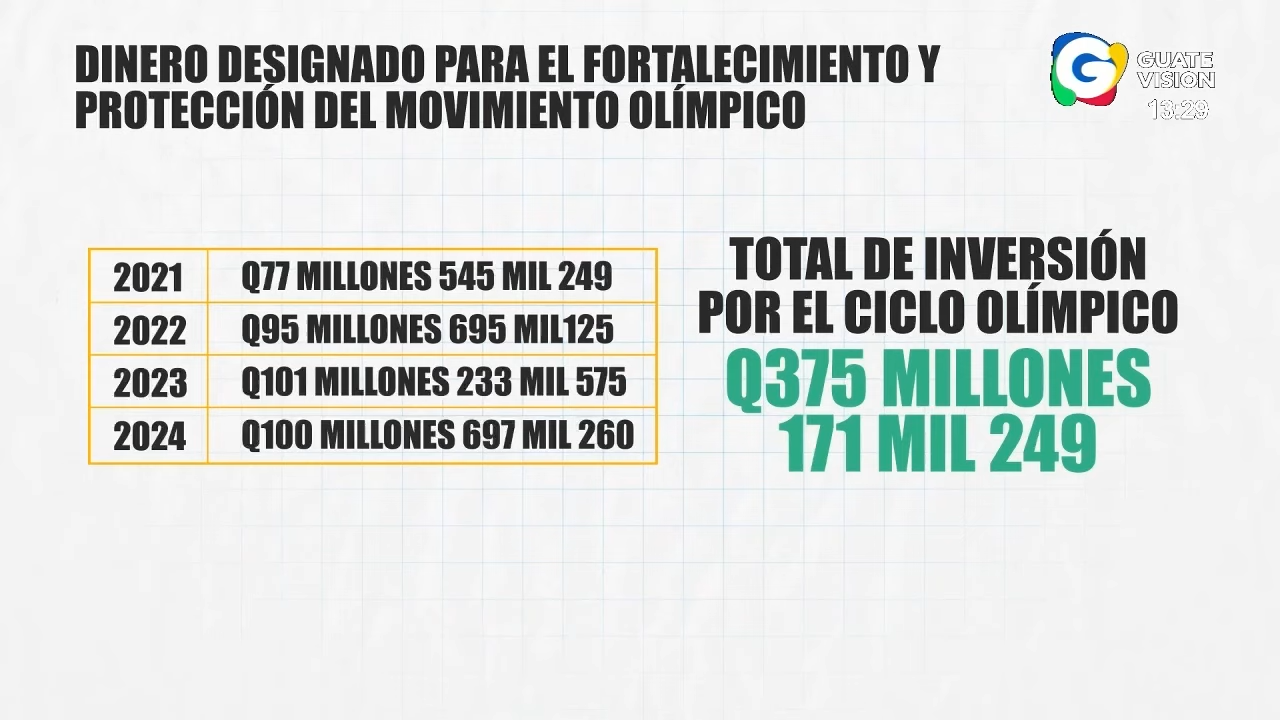 DINERO DESIGNADO PARA EL FORTALECIMIENTO Y
PROTECCIÓN DEL MOVIMIENTO OLÍMPICO
GUATE
VISION
13:29
2021 Q77 MILLONES 545 MIL 249
2022 Q95 MILLONES 695 MIL125
2023 Q101 MILLONES 233 MIL 575
2024 Q100 MILLONES 697 MIL 260
TOTAL DE INVERSIÓN
POR EL CICLO OLÍMPICO
Q375 MILLONES
171 MIL 249